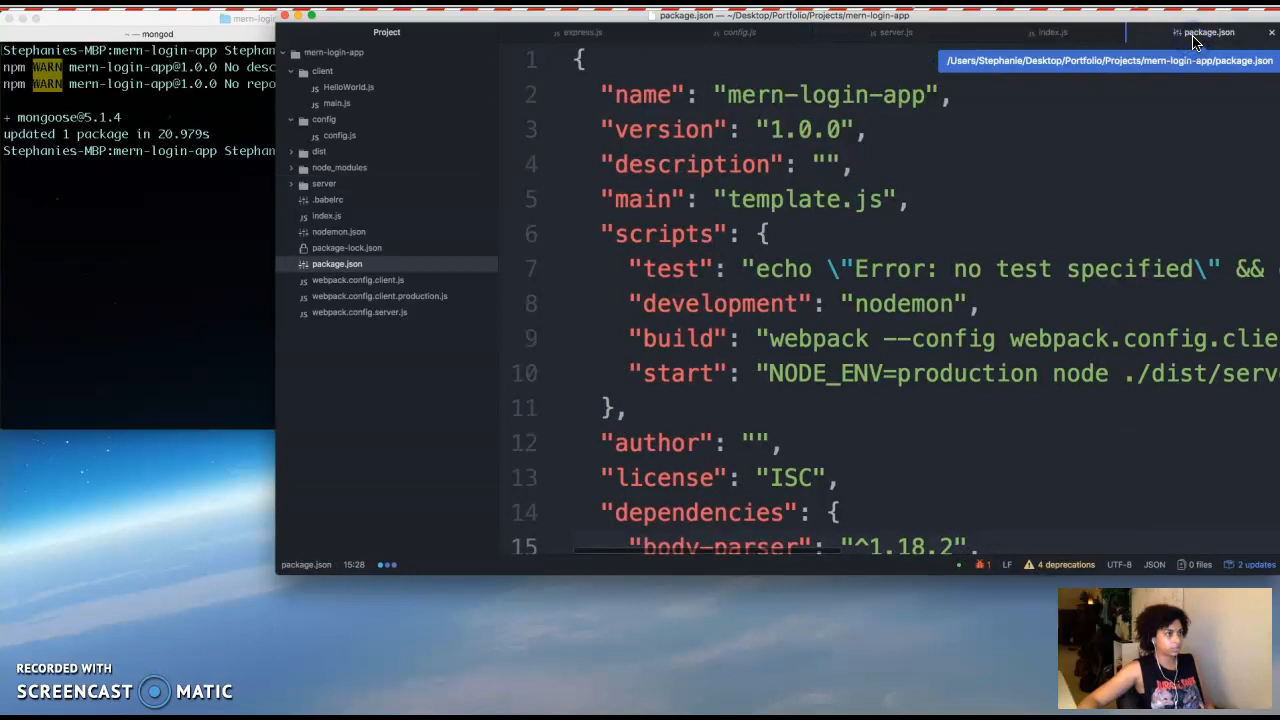 mern-login
package.json — ~/Desktop/Portfolio/Projects/mern-login-app
~ — mongod
Stephanies-MBP:mern-login-app Stephan
npm WARN mern-login-app@1.0.0 No desc
npm WARN mern-login-app@1.0.0 No repo
+ mongoose@5.1.4
updated 1 package in 20.979s
Stephanies-MBP:mern-login-app Stephan
Project
mern-login-app
client
HelloWorld.js
main.js
config
config.js
dist
node_modules
server
.babelrc
index.js
nodemon.json
package-lock.json
package.json
webpack.config.client.js
webpack.config.client.production.js
webpack.config.server.js
express.js config.js server.js index.js package.json
/Users/Stephanie/Desktop/Portfolio/Projects/mern-login-app/package.json
1 {
2 "name": "mern-login-app",
3 "version": "1.0.0",
4 "description": "",
5 "main": "template.js",
6 "scripts": {
7 "test": "echo \"Error: no test specified\" &&
8 "development": "nodemon",
9 "build": "webpack --config webpack.config.clie
10 "start": "NODE_ENV=production node ./dist/serv
11 },
12 "author": "",
13 "license": "ISC",
14 "dependencies": {
15 "body-parser": "^1.18.2",
package.json 15:28 1 LF 4 deprecations UTF-8 JSON 0 files 2 updates
RECORDED WITH
SCREENCAST MATIC